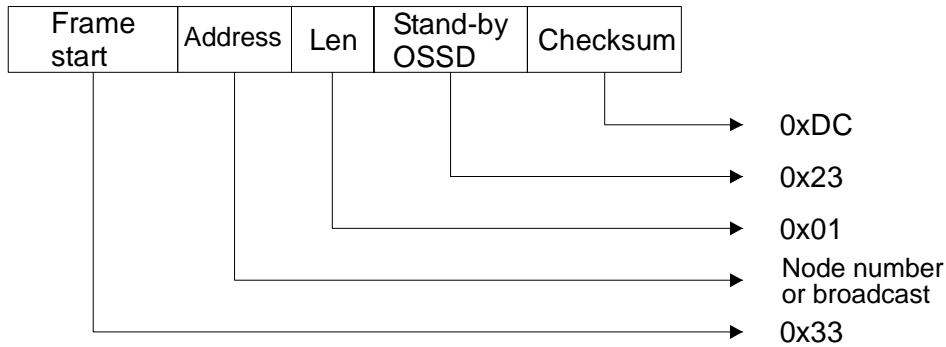 Frame start
Address
Len
Stand-by OSSD
Checksum
0xDC
0x23
0x01
Node number
or broadcast
0x33